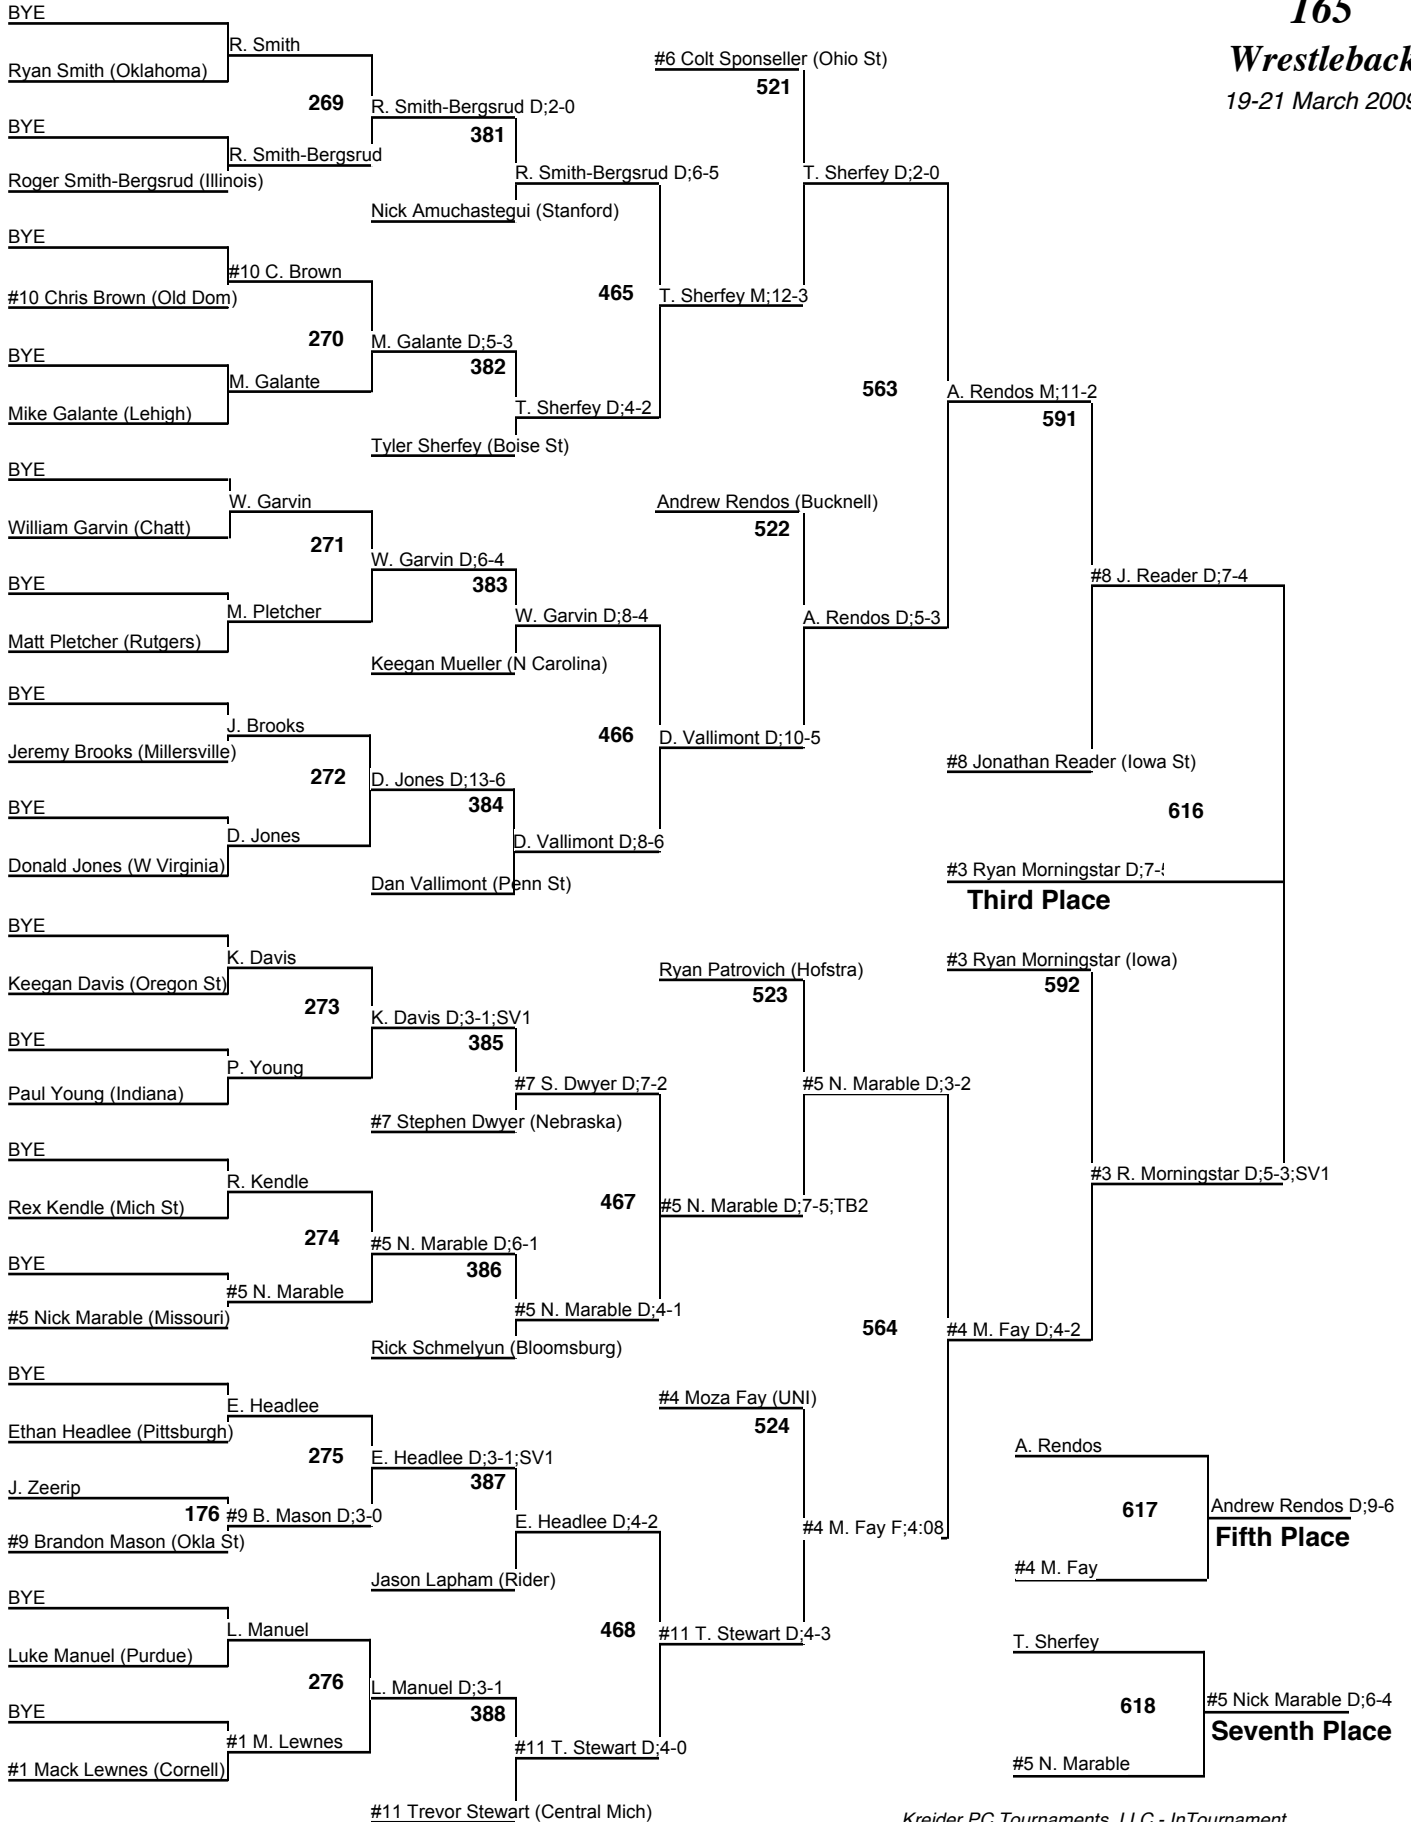 165
Wrestleback
19-21 March 2009
BYE
R. Smith
Ryan Smith (Oklahoma)
269
R. Smith-Bergsrud D;2-0
BYE
381
R. Smith-Bergsrud
Roger Smith-Bergsrud (Illinois)
R. Smith-Bergsrud D;6-5
Nick Amuchastegui (Stanford)
#6 Colt Sponseller (Ohio St)
521
T. Sherfey D;2-0
BYE
#10 C. Brown
#10 Chris Brown (Old Dom)
465
T. Sherfey M;12-3
270
M. Galante D;5-3
BYE
382
M. Galante
Mike Galante (Lehigh)
T. Sherfey D;4-2
Tyler Sherfey (Boise St)
563
A. Rendos M;11-2
591
BYE
W. Garvin
William Garvin (Chatt)
271
W. Garvin D;6-4
BYE
383
M. Pletcher
Matt Pletcher (Rutgers)
W. Garvin D;8-4
Keegan Mueller (N Carolina)
Andrew Rendos (Bucknell)
522
A. Rendos D;5-3
#8 J. Reader D;7-4
BYE
J. Brooks
Jeremy Brooks (Millersville)
466
D. Vallimont D;10-5
272
D. Jones D;13-6
BYE
384
D. Jones
Donald Jones (W Virginia)
D. Vallimont D;8-6
Dan Vallimont (Penn St)
#8 Jonathan Reader (Iowa St)
616
#3 Ryan Morningstar D;7-
Third Place
BYE
K. Davis
Keegan Davis (Oregon St)
273
K. Davis D;3-1;SV1
BYE
385
P. Young
Paul Young (Indiana)
#7 S. Dwyer D;7-2
#7 Stephen Dwyer (Nebraska)
Ryan Patrovich (Hofstra)
523
#3 Ryan Morningstar (Iowa)
592
#5 N. Marable D;3-2
BYE
R. Kendle
Rex Kendle (Mich St)
467
#5 N. Marable D;7-5;TB2
#3 R. Morningstar D;5-3;SV1
274
#5 N. Marable D;6-1
BYE
386
#5 N. Marable
#5 Nick Marable (Missouri)
#5 N. Marable D;4-1
Rick Schmelyun (Bloomsburg)
564
#4 M. Fay D;4-2
BYE
E. Headlee
Ethan Headlee (Pittsburgh)
275
E. Headlee D;3-1;SV1
J. Zeerip
387
176
#9 B. Mason D;3-0
#9 Brandon Mason (Okla St)
E. Headlee D;4-2
Jason Lapham (Rider)
#4 Moza Fay (UNI)
524
#4 M. Fay F;4:08
A. Rendos
617
Andrew Rendos D;9-6
Fifth Place
#4 M. Fay
BYE
L. Manuel
Luke Manuel (Purdue)
468
#11 T. Stewart D;4-3
276
L. Manuel D;3-1
BYE
388
#1 M. Lewnes
#1 Mack Lewnes (Cornell)
#11 T. Stewart D;4-0
#11 Trevor Stewart (Central Mich)
T. Sherfey
618
#5 Nick Marable D;6-4
Seventh Place
#5 N. Marable
Kreider PC Tournaments, LLC - InTournament